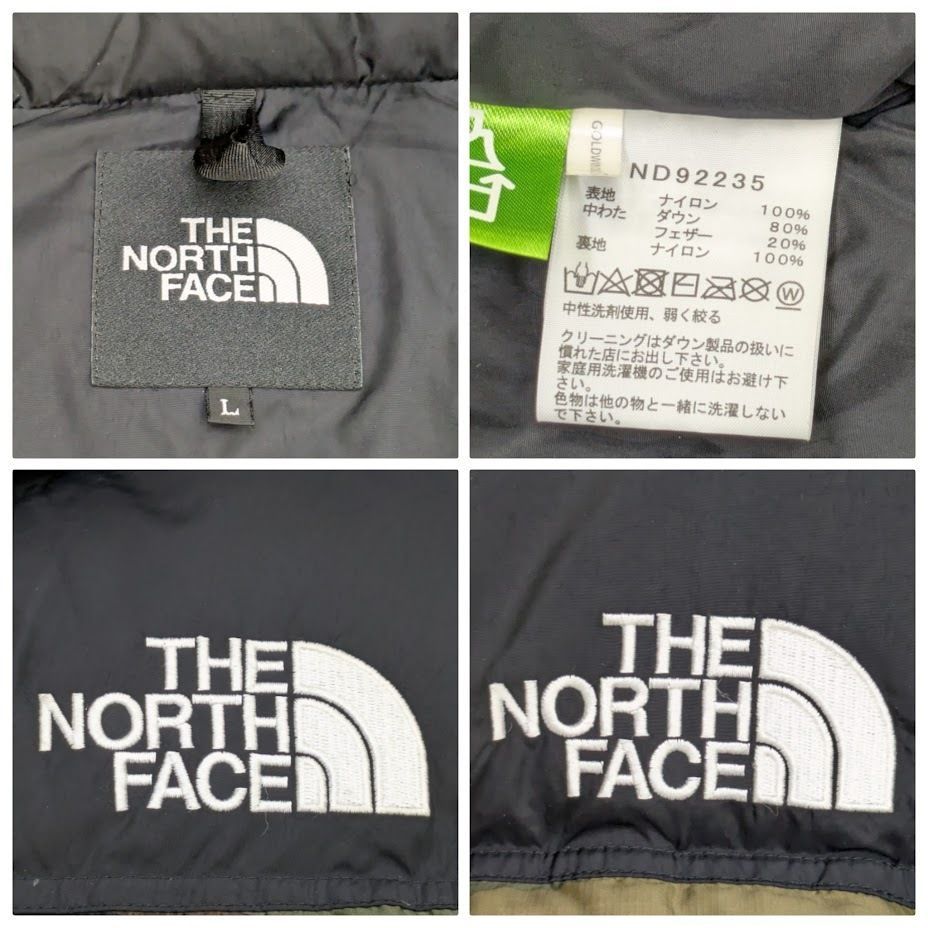 THE
NORTH
FACE
L
GOLDWIN
ND92235
表地 ナイロン 100%
中わた ダウン 80%
フェザー 20%
裏地 ナイロン 100%
W
中性洗剤使用、弱く絞る
クリーニングはダウン製品の扱いに
慣れた店にお出し下さい。
家庭用洗濯機のご使用はお避け下
さい。
色物は他の物と一緒に洗濯しない
で下さい。
THE
NORTH
FACE
THE
NORTH
FACE